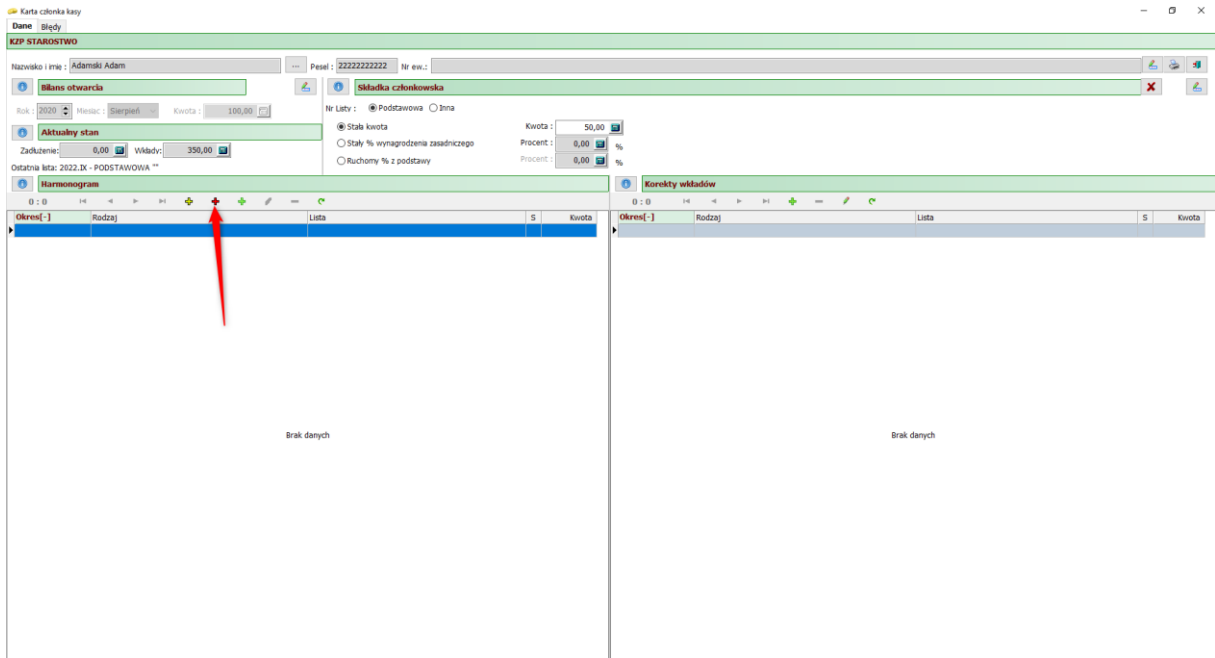 Karta członka kasy
Dane Błędy
KZP STAROSTWO
Nazwisko i imię : Adamski Adam ... Pesel : 22222222222 Nr ew.:
Bilans otwarcia
Składka członkowska
Rok : 2020 Miesiąc : Sierpień Kwota : 100,00
Nr Listy : Podstawowa Inna
Aktualny stan
Stała kwota Kwota : 50,00
Zadłużenie: 0,00 Wkłady: 350,00
Stały % wynagrodzenia zasadniczego Procent : 0,00 %
Ruchomy % z podstawy Procent : 0,00 %
Ostatnia lista: 2022.IX - PODSTAWOWA ""
Harmonogram
Korekty wkładów
0 : 0
0 : 0
Okres[-] Rodzaj Lista S Kwota
Okres[-] Rodzaj Lista S Kwota
Brak danych
Brak danych